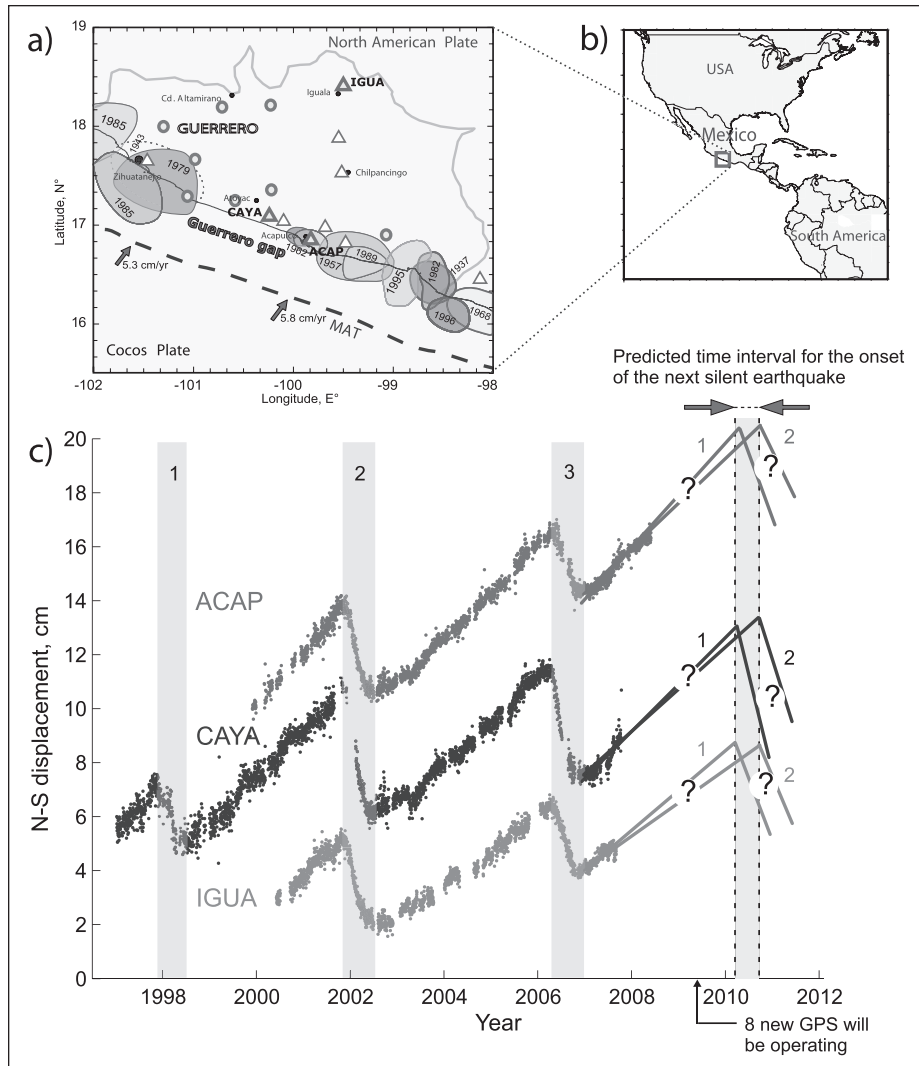 a)
North American Plate
19
18
17
16
Latitude, N°
Cd. Altamirano
Iguala
IGUA
GUERRERO
1985
1943
1979
Zihuatanejo
1985
Chilpancingo
Atoyac
CAYA
Guerrero gap
Acapulco
ACAP
1962
1957
1989
1995
1982
1937
1996
1968
5.3 cm/yr
5.8 cm/yr
MAT
Cocos Plate
-102
-101
-100
-99
-98
Longitude, E°
b)
USA
Mexico
South America
Predicted time interval for the onset
of the next silent earthquake
c)
20
18
16
14
12
10
8
6
4
2
0
N-S displacement, cm
1
2
3
ACAP
CAYA
IGUA
1
2
?
?
1
2
?
?
1
2
?
?
1998
2000
2002
2004
2006
2008
2010
2012
Year
8 new GPS will
be operating